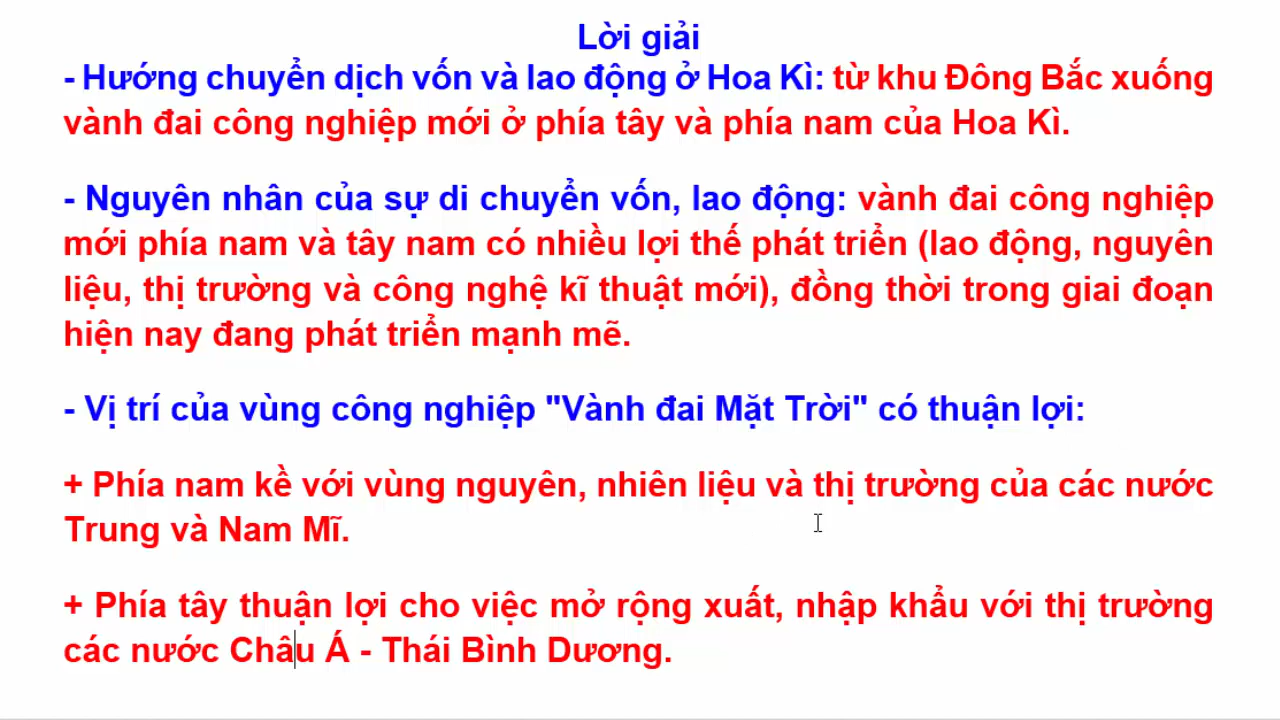 Lời giải
- Hướng chuyển dịch vốn và lao động ở Hoa Kì: từ khu Đông Bắc xuống
vành đai công nghiệp mới ở phía tây và phía nam của Hoa Kì.
- Nguyên nhân của sự di chuyển vốn, lao động: vành đai công nghiệp
mới phía nam và tây nam có nhiều lợi thế phát triển (lao động, nguyên
liệu, thị trường và công nghệ kĩ thuật mới), đồng thời trong giai đoạn
hiện nay đang phát triển mạnh mẽ.
- Vị trí của vùng công nghiệp "Vành đai Mặt Trời" có thuận lợi:
+ Phía nam kề với vùng nguyên, nhiên liệu và thị trường của các nước
Trung và Nam Mĩ.
+ Phía tây thuận lợi cho việc mở rộng xuất, nhập khẩu với thị trường
các nước Châu Á - Thái Bình Dương.